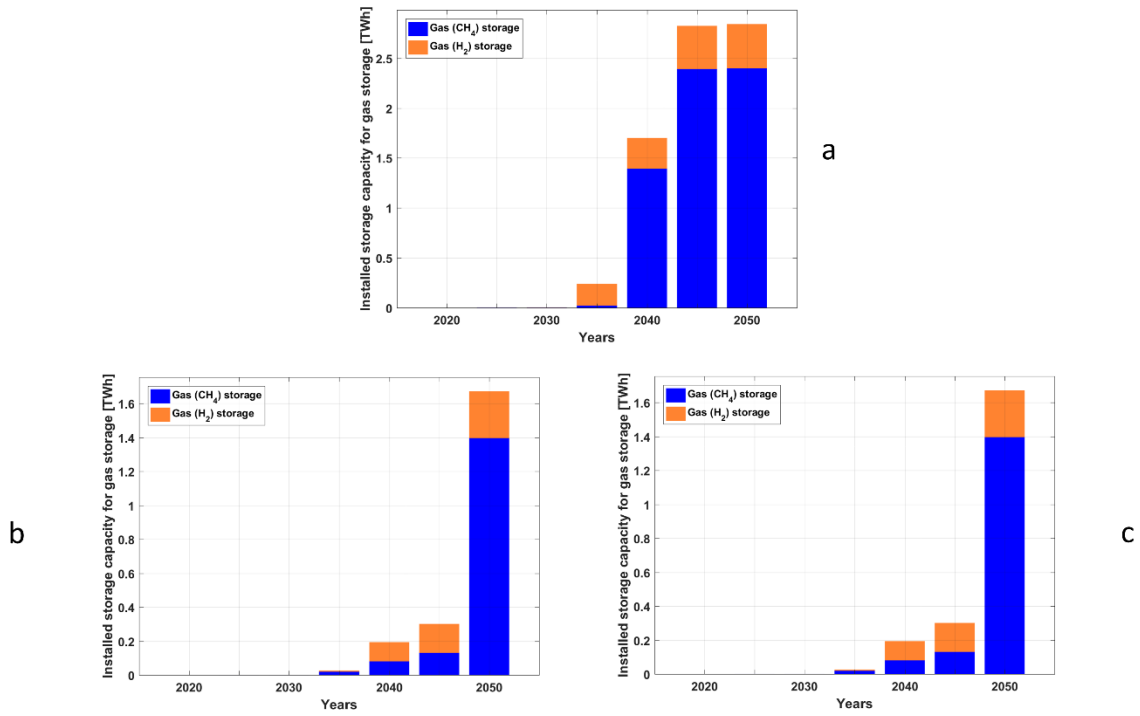 Installed storage capacity for gas storage [TWh]
Gas (CH4) storage
Gas (H2) storage
2.5
2
1.5
1
0.5
0
2020
2030
2040
2050
Years
a
b
Installed storage capacity for gas storage [TWh]
Gas (CH4) storage
Gas (H2) storage
1.6
1.4
1.2
1
0.8
0.6
0.4
0.2
0
2020
2030
2040
2050
Years
Installed storage capacity for gas storage [TWh]
Gas (CH4) storage
Gas (H2) storage
1.6
1.4
1.2
1
0.8
0.6
0.4
0.2
0
2020
2030
2040
2050
Years
c